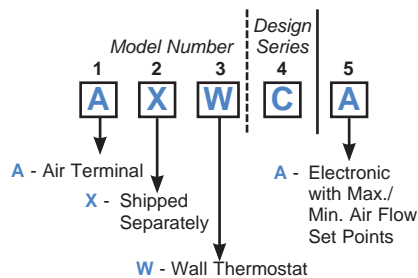 Model Number
Design
Series
1 2 3 4 5
A X W C A
A - Air Terminal
X - Shipped
Separately
W - Wall Thermostat
A - Electronic
with Max./
Min. Air Flow
Set Points